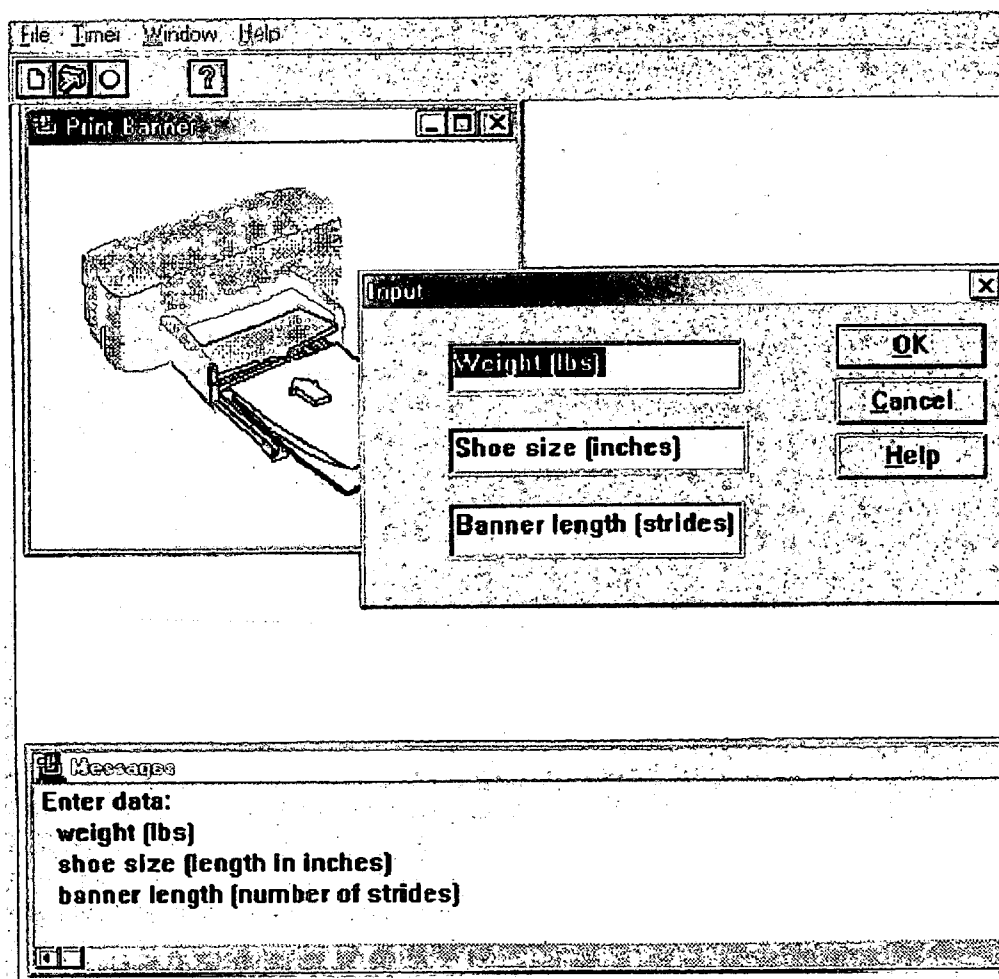 File Timer Window Help
?
Print Banner
Input
Weight (lbs)
OK
Cancel
Shoe size (inches)
Help
Banner length (strides)
Messages
Enter data:
weight (lbs)
shoe size (length in inches)
banner length (number of strides)